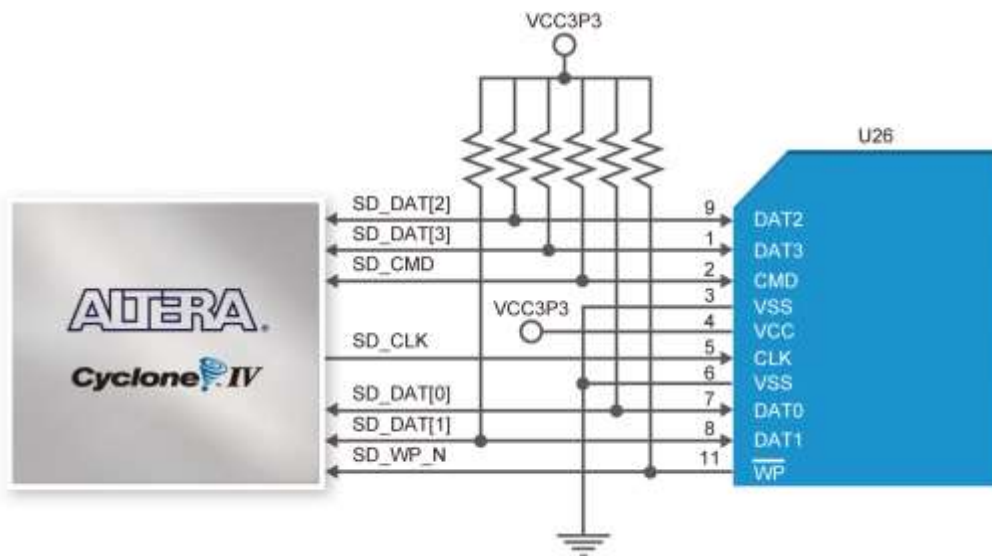 VCC3P3
U26
SD_DAT[2] 9 DAT2
SD_DAT[3] 1 DAT3
SD_CMD 2 CMD
3 VSS
VCC3P3 4 VCC
SD_CLK 5 CLK
6 VSS
SD_DAT[0] 7 DAT0
SD_DAT[1] 8 DAT1
SD_WP_N 11 WP
ALTERA.
Cyclone IV